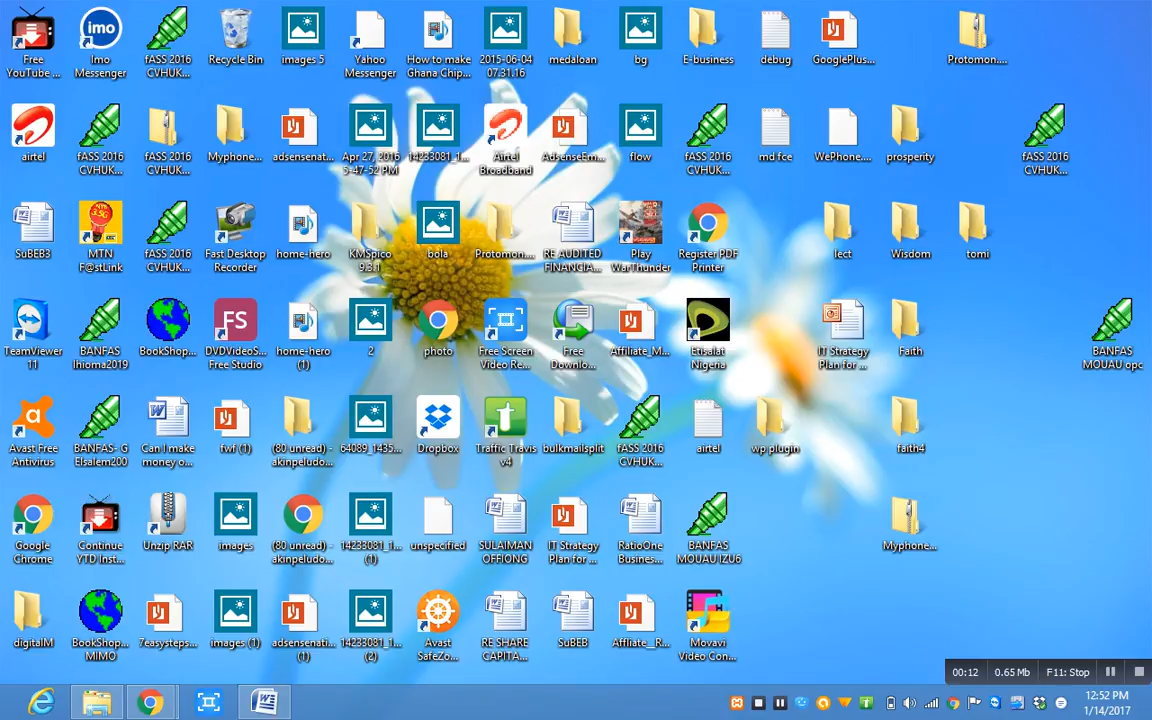 Free
YouTube ...
Imo
Messenger
fASS 2016
CVHUK...
Recycle Bin
images 5
Yahoo
Messenger
How to make
Ghana Chip...
2015-06-04
07.31.16
medaloan
bg
E-business
debug
GooglePlus...
Protomon....
airtel
fASS 2016
CVHUK...
fASS 2016
CVHUK...
Myphone...
adsensenat...
Apr 27, 2016
5-47-52 PM
14233081_1...
Airtel
Broadband
AdsenseEm...
flow
fASS 2016
CVHUK...
md.fce
WePhone....
prosperity
fASS 2016
CVHUK...
SuBEB3
MTN
F@stLink
fASS 2016
CVHUK...
Fast Desktop
Recorder
home-hero
KMSpico
9.3.1
bola
Protomon....
RE AUDITED
FINANCIA...
Play
WarThunder
Register PDF
Printer
lect
Wisdom
tomi
TeamViewer
11
BANFAS
Ihioma2019
BookShop...
FS
DVDVideoS...
Free Studio
home-hero
(1)
2
photo
Free Screen
Video Re...
Free
Downlo...
Affiliate_M...
Etisalat
Nigeria
IT Strategy
Plan for ...
Faith
BANFAS
MOUAU opc
Avast Free
Antivirus
BANFAS- G
Elsalem200
Can I make
money o...
fwf (1)
(80 unread) -
akinpeludo...
64089_1435...
Dropbox
Traffic Travis
v4
bulkmailsplit
fASS 2016
CVHUK...
airtel
wp.plugin
faith4
Google
Chrome
Continue
YTD Inst...
Unzip RAR
images
(80 unread) -
akinpeludo...
14233081_1...
(1)
unspecified
SULAIMAN
OFFIONG
IT Strategy
Plan for ...
RatioOne
Busines...
BANFAS
MOUAU IZU6
Myphone...
digitalM
BookShop...
MIMO
7easysteps...
images (1)
adsensenati...
(1)
14233081_1...
(2)
Avast
SafeZo...
RE SHARE
CAPITA...
SuBEB
Affliate__R...
Movavi
Video Con...
00:12
0.65 Mb
F11: Stop
12:52 PM
1/14/2017